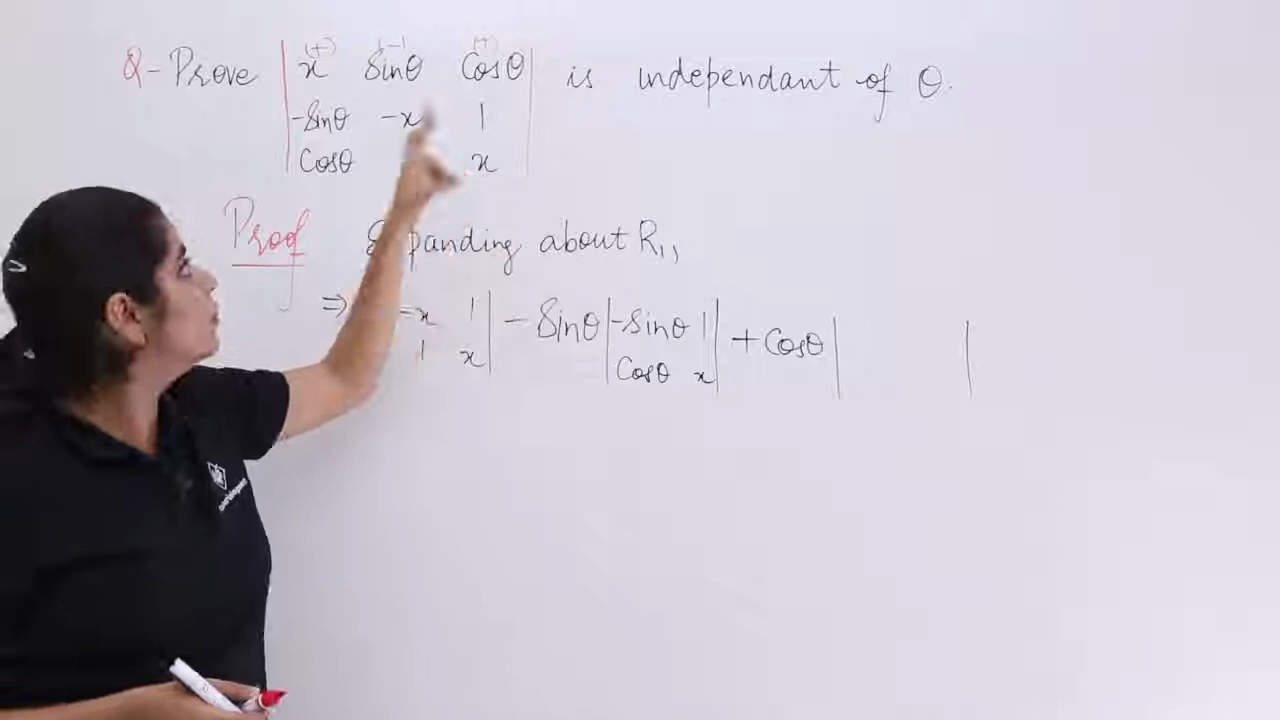 Q- Prove | x sinθ cosθ | is independant of θ.
(+) (-) (+)
-sinθ -x 1
cosθ x
Proof Expanding about R1,
⇒ -x 1 | - sinθ | -sinθ 1 | + cosθ | |
1 x cosθ x